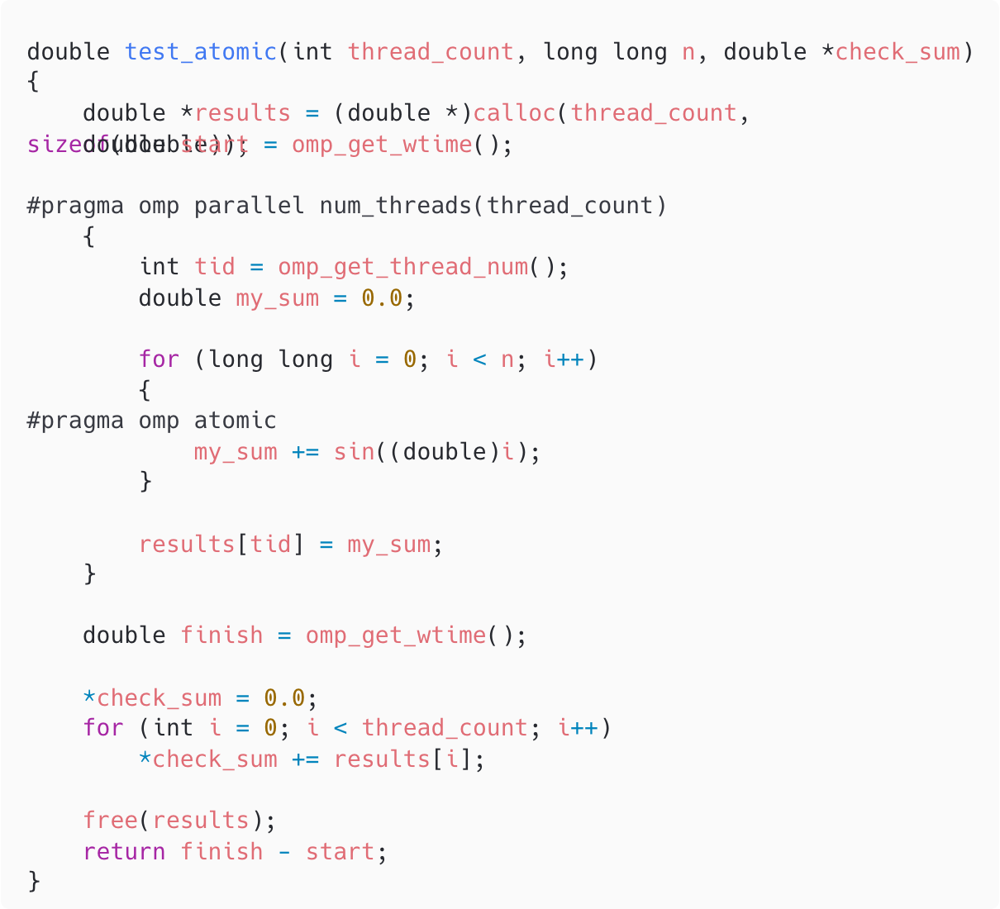 double test_atomic(int thread_count, long long n, double *check_sum)
{
    double *results = (double *)calloc(thread_count,
sizeof(double));
    double start = omp_get_wtime();

#pragma omp parallel num_threads(thread_count)
    {
        int tid = omp_get_thread_num();
        double my_sum = 0.0;

        for (long long i = 0; i < n; i++)
        {
#pragma omp atomic
            my_sum += sin((double)i);
        }

        results[tid] = my_sum;
    }

    double finish = omp_get_wtime();

    *check_sum = 0.0;
    for (int i = 0; i < thread_count; i++)
        *check_sum += results[i];

    free(results);
    return finish - start;
}